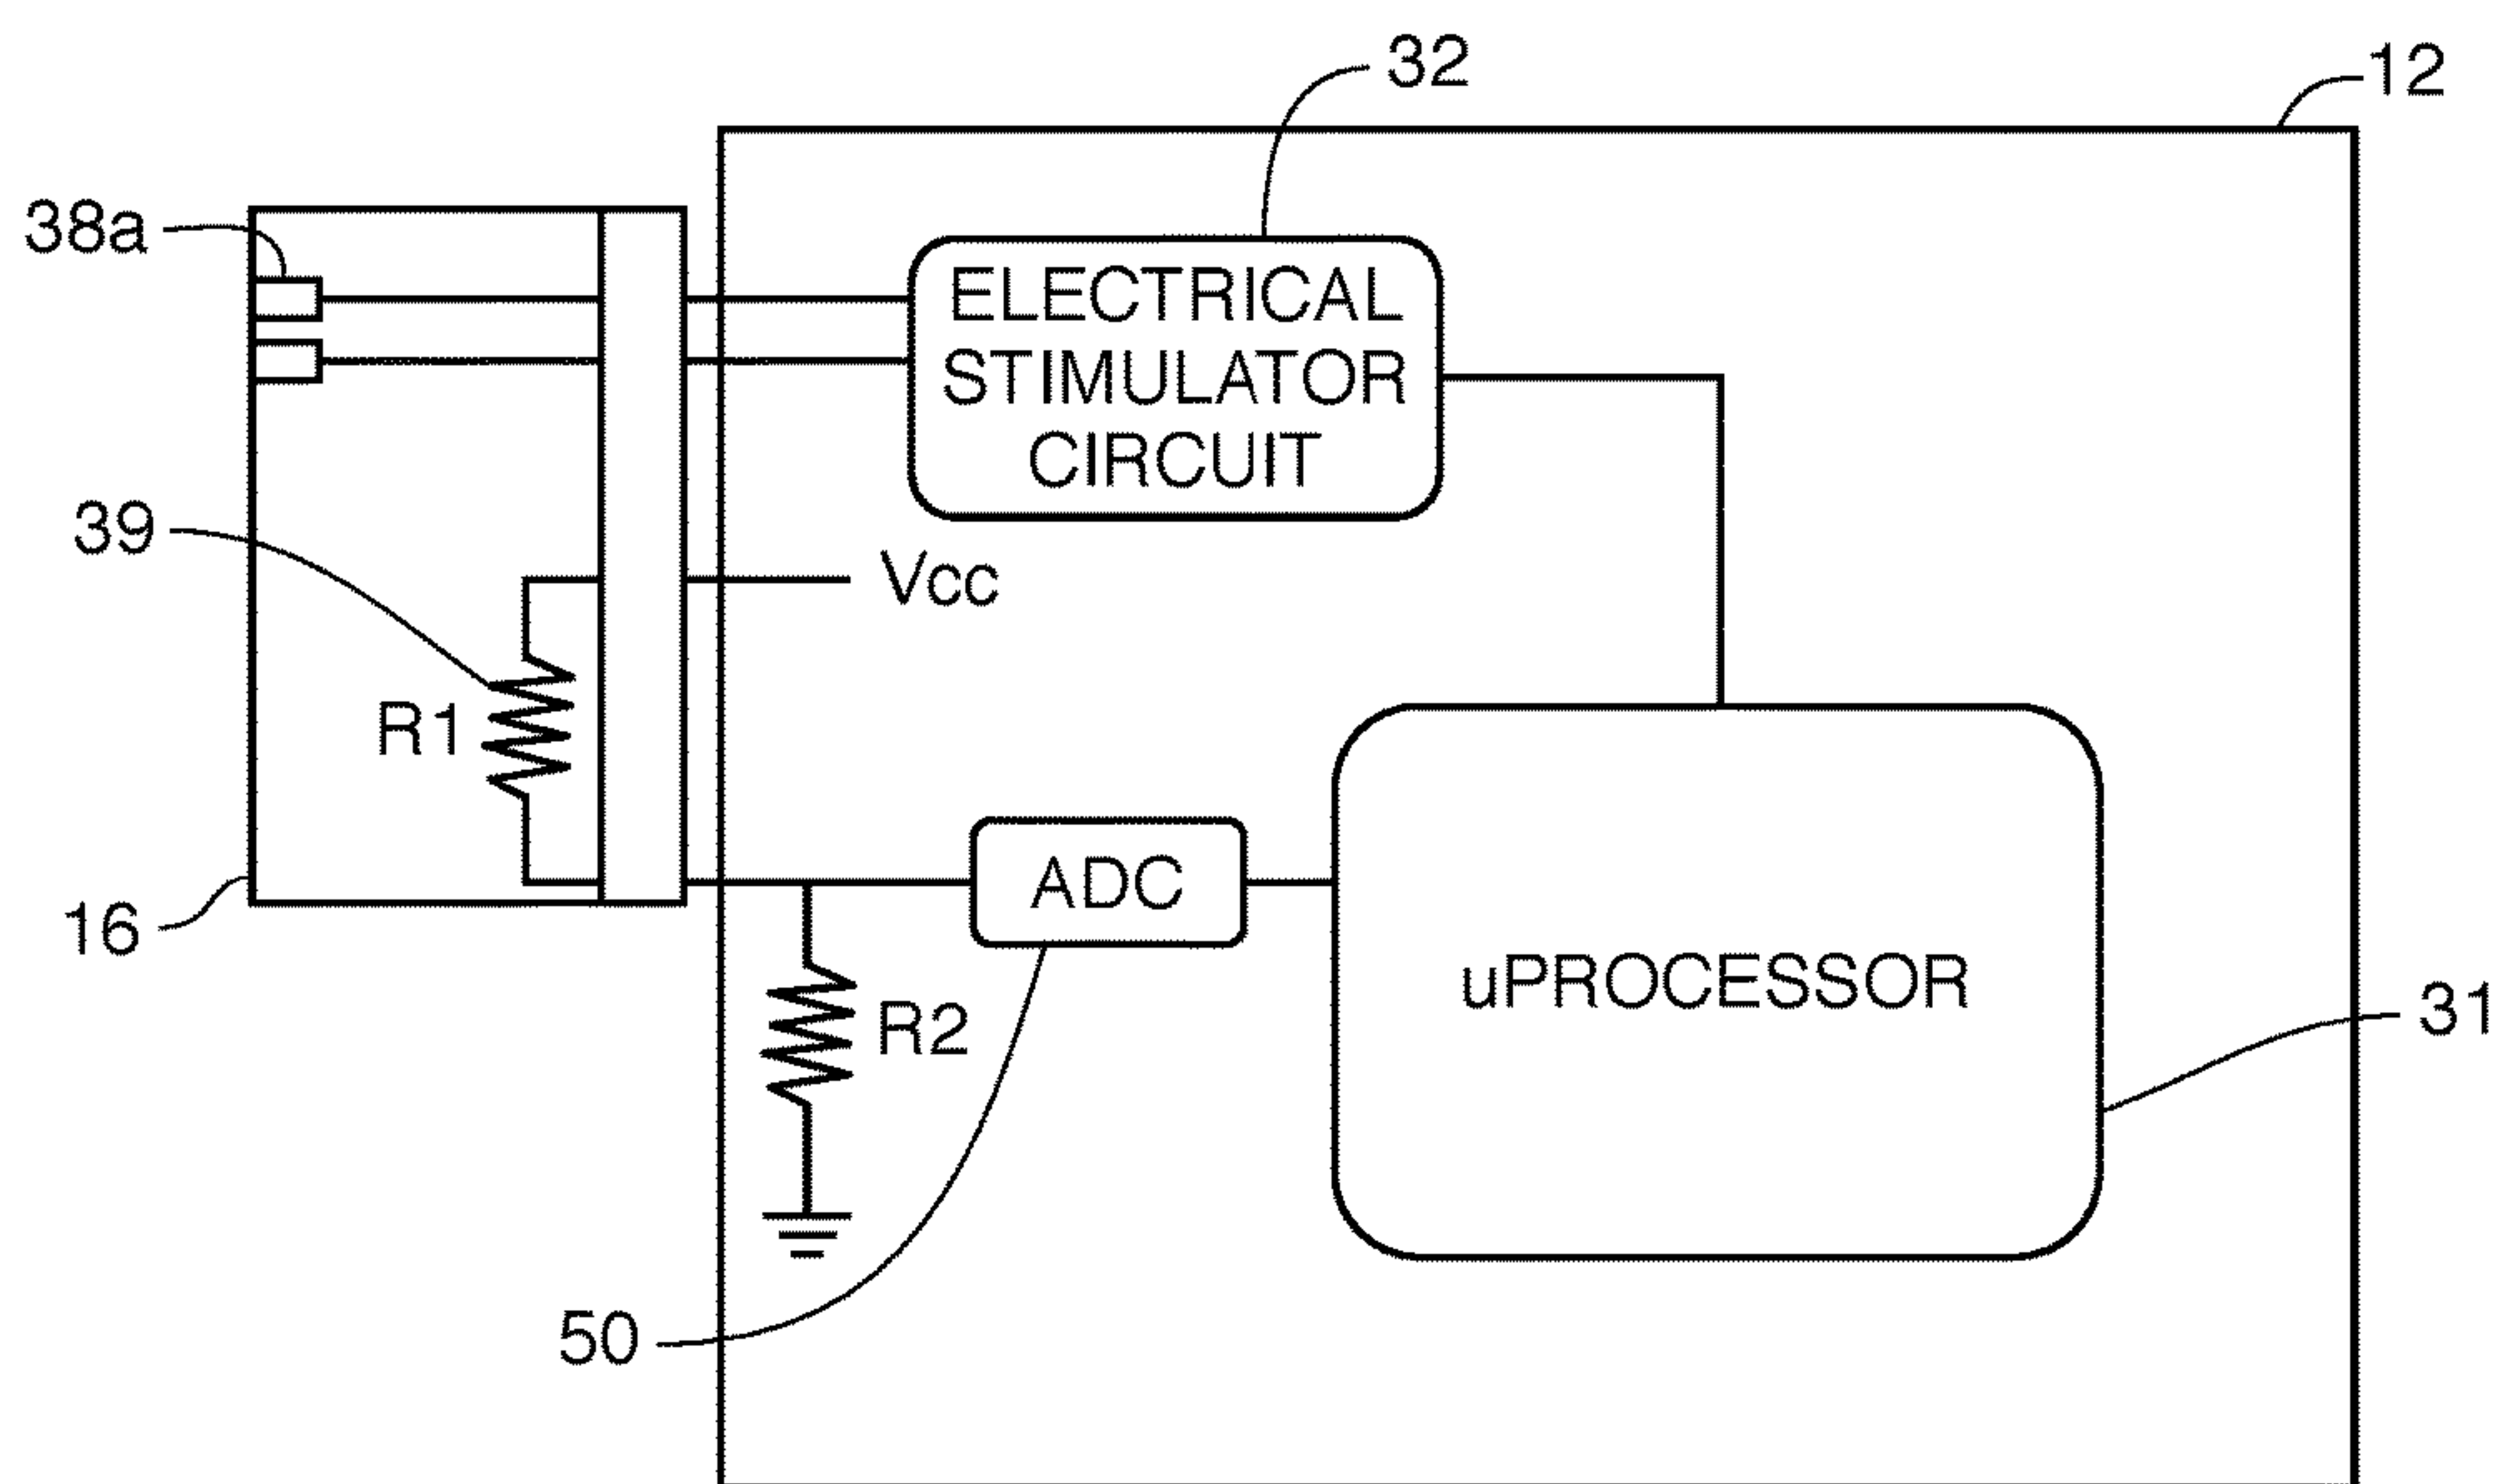 32
12
38a
ELECTRICAL
STIMULATOR
CIRCUIT
39
Vcc
R1
ADC
16
uPROCESSOR
R2
31
50